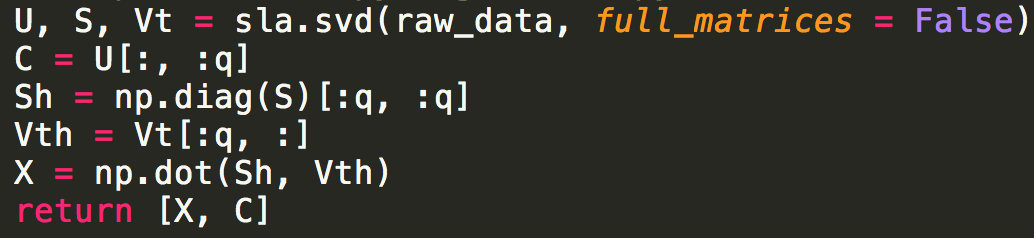 U, S, Vt = sla.svd(raw_data, full_matrices = False)
C = U[:, :q]
Sh = np.diag(S)[:q, :q]
Vth = Vt[:q, :]
X = np.dot(Sh, Vth)
return [X, C]